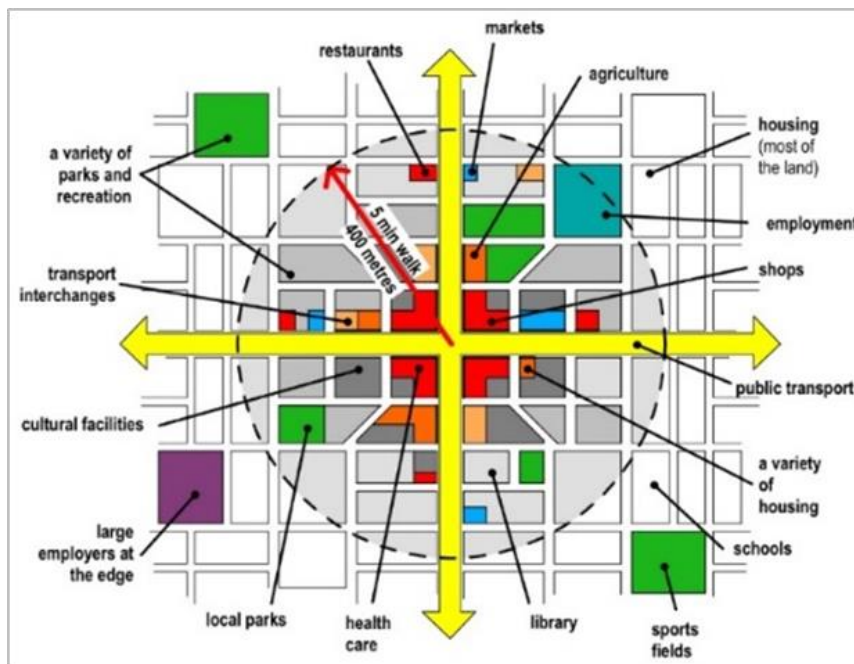 markets
restaurants
agriculture
housing
(most of
the land)
a variety of
parks and
recreation
5 min walk
400 metres
employment
transport
interchanges
shops
public transport
cultural facilities
a variety
of
housing
large
employers at
the edge
schools
local parks
health
care
library
sports
fields